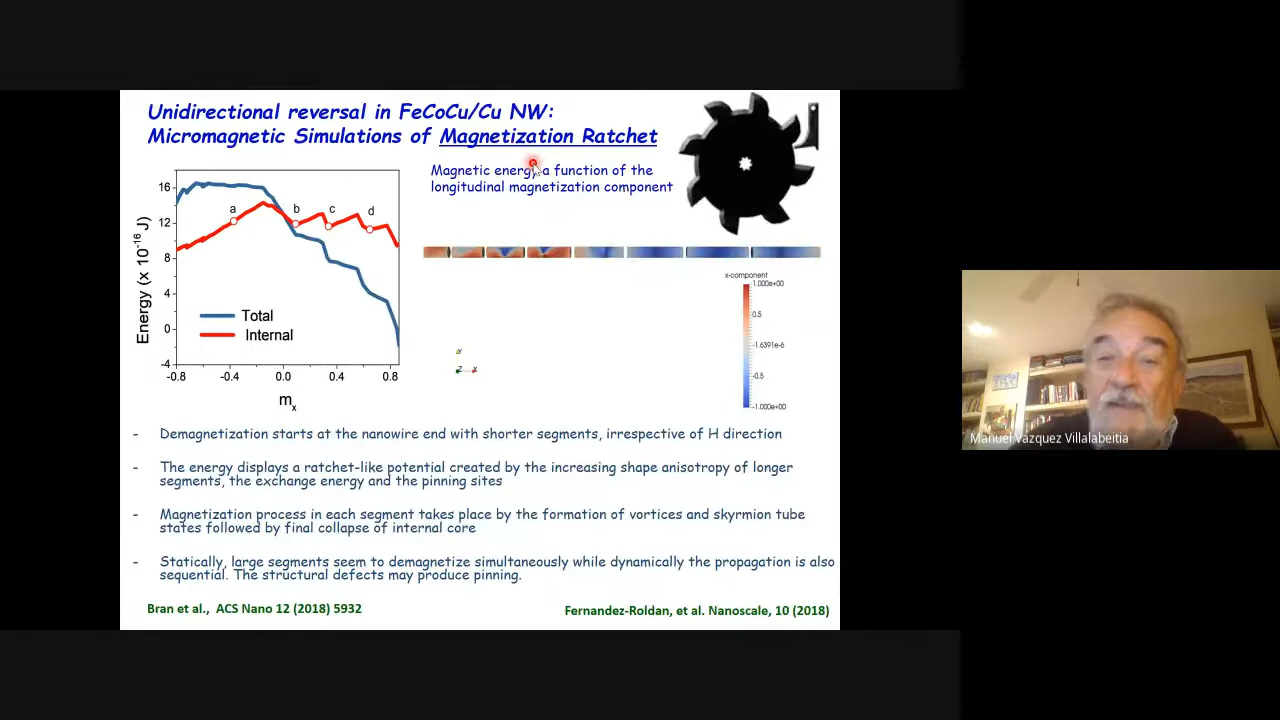 Unidirectional reversal in FeCoCu/Cu NW:
Micromagnetic Simulations of Magnetization Ratchet
Magnetic energy a function of the
longitudinal magnetization component
16
12
8
4
0
-4
Energy (x 10-16 J)
a
b
c
d
Total
Internal
-0.8
-0.4
0.0
0.4
0.8
mx
x-component
1.000e+00
0.5
-1.6391e-6
-0.5
-1.000e+00
Z
X
- Demagnetization starts at the nanowire end with shorter segments, irrespective of H direction
- The energy displays a ratchet-like potential created by the increasing shape anisotropy of longer
segments, the exchange energy and the pinning sites
- Magnetization process in each segment takes place by the formation of vortices and skyrmion tube
states followed by final collapse of internal core
- Statically, large segments seem to demagnetize simultaneously while dynamically the propagation is also
sequential. The structural defects may produce pinning.
Bran et al., ACS Nano 12 (2018) 5932
Fernandez-Roldan, et al. Nanoscale, 10 (2018)
Manuel Vazquez Villalabeitia